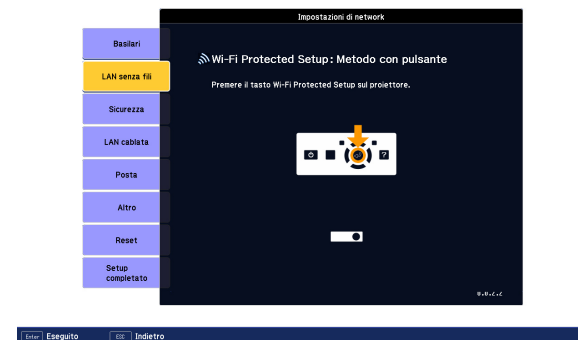 Impostazioni di network
Basilari
LAN senza fili
Sicurezza
LAN cablata
Posta
Altro
Reset
Setup
completato
Wi-Fi Protected Setup: Metodo con pulsante
Premere il tasto Wi-Fi Protected Setup sul proiettore.
?
Enter Eseguito ESC Indietro